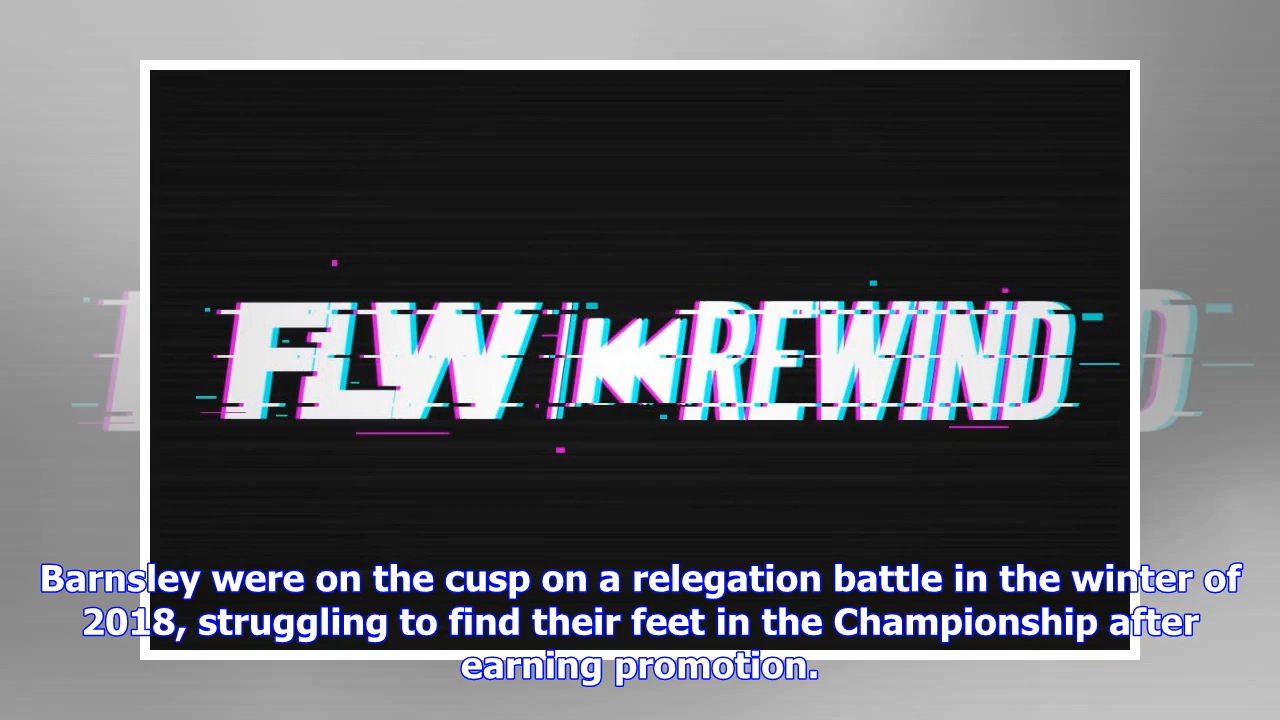 FLW REWIND
Barnsley were on the cusp on a relegation battle in the winter of
2018, struggling to find their feet in the Championship after
earning promotion.